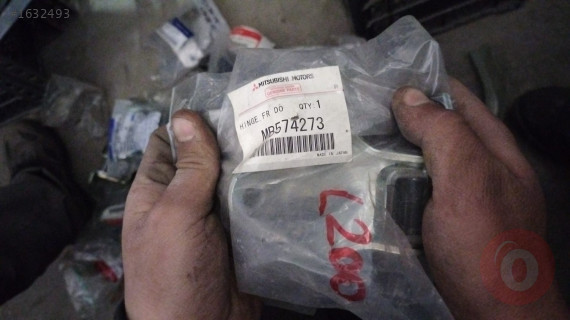 1632493
MITSUBISHI MOTORS
HINGE FR DO QTY 1
MR574273
MADE IN JAPAN
L200